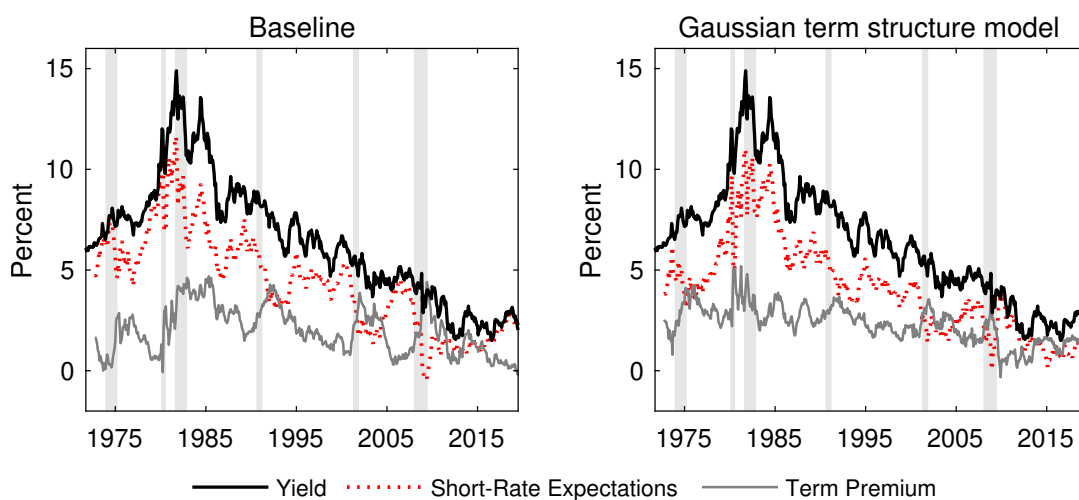 Baseline
Gaussian term structure model
Percent
15
10
5
0
1975 1985 1995 2005 2015
Percent
15
10
5
0
1975 1985 1995 2005 2015
Yield Short-Rate Expectations Term Premium